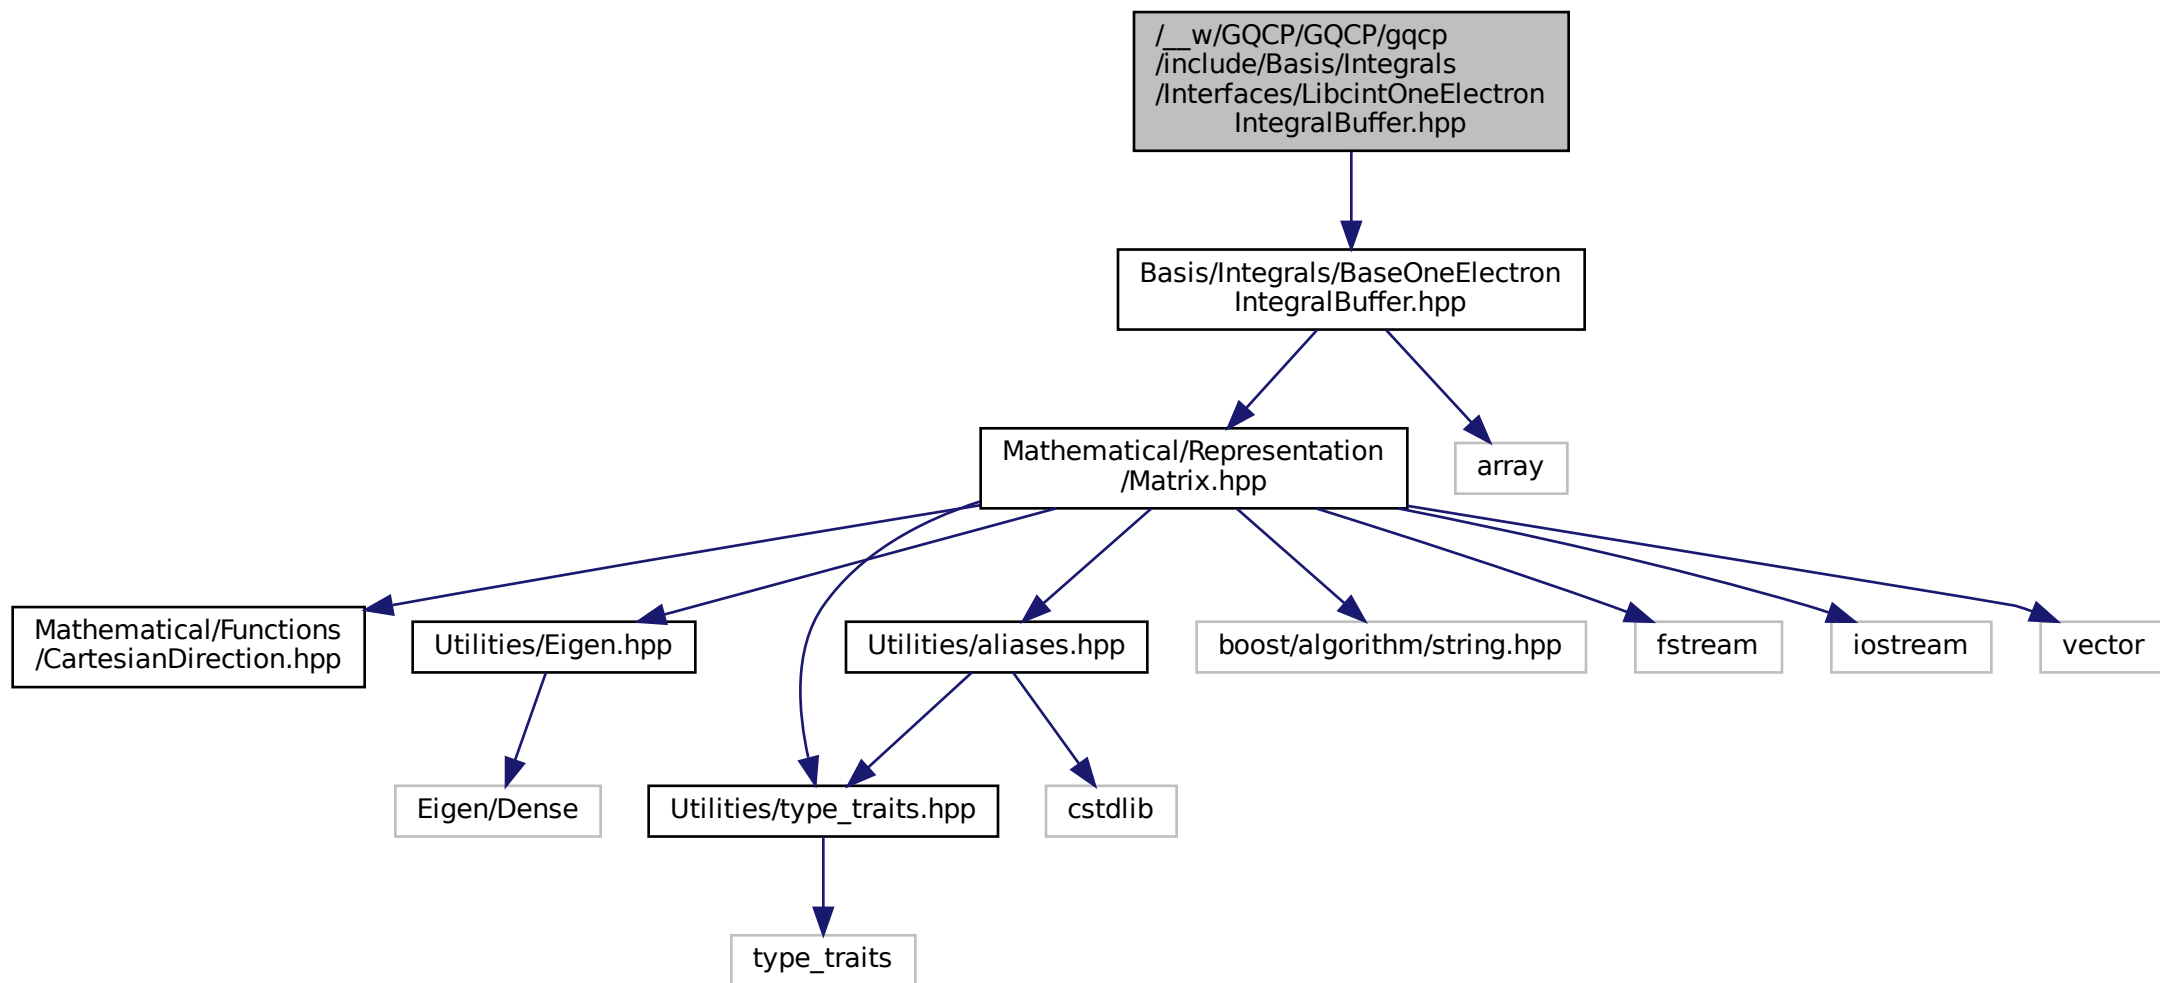 /__w/GQCP/GQCP/gqcp
/include/Basis/Integrals
/Interfaces/LibcintOneElectron
IntegralBuffer.hpp
Basis/Integrals/BaseOneElectron
IntegralBuffer.hpp
Mathematical/Representation
/Matrix.hpp
array
Mathematical/Functions
/CartesianDirection.hpp
Utilities/Eigen.hpp
Utilities/aliases.hpp
boost/algorithm/string.hpp
fstream
iostream
vector
Eigen/Dense
Utilities/type_traits.hpp
cstdlib
type_traits